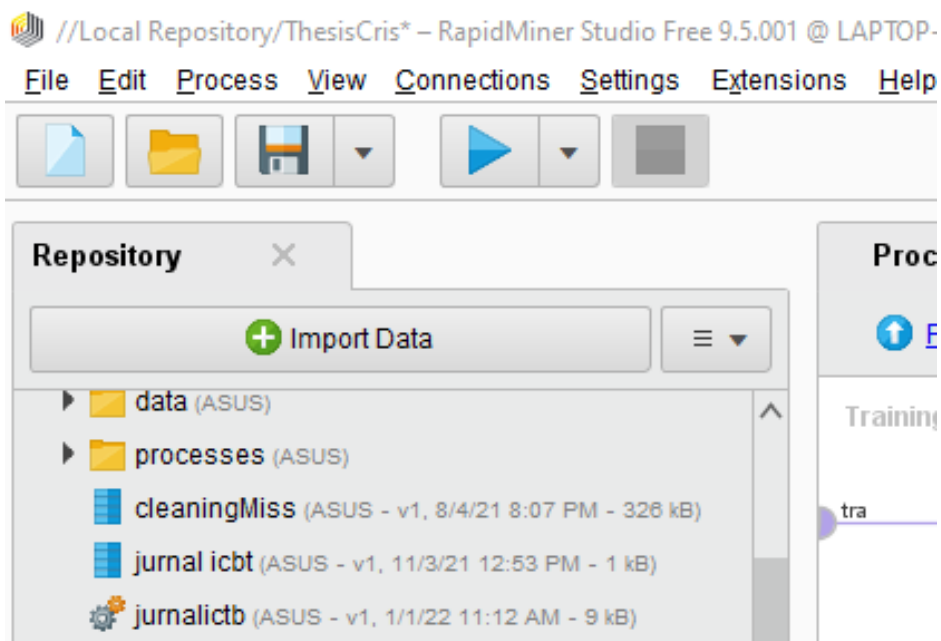 //Local Repository/ThesisCris* – RapidMiner Studio Free 9.5.001 @ LAPTOP-
File Edit Process View Connections Settings Extensions Help
Repository
Proc
Import Data
data (ASUS)
Training
processes (ASUS)
cleaningMiss (ASUS - v1, 8/4/21 8:07 PM - 326 kB)
tra
jurnal icbt (ASUS - v1, 11/3/21 12:53 PM - 1 kB)
jurnalictb (ASUS - v1, 1/1/22 11:12 AM - 9 kB)